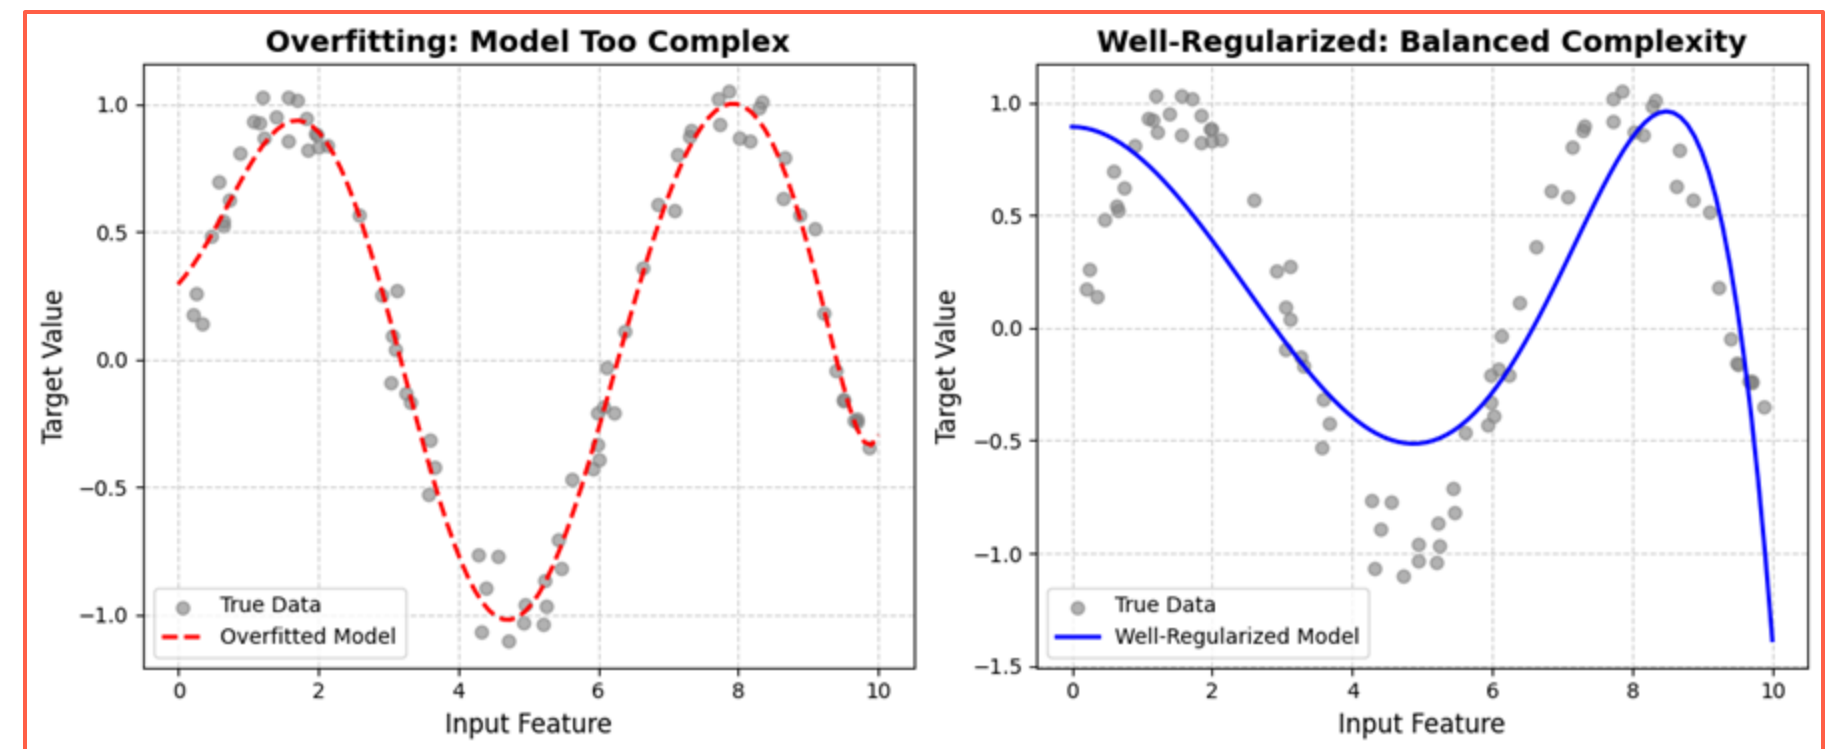 Overfitting: Model Too Complex
1.0
0.5
0.0
−0.5
−1.0
Target Value
True Data
Overfitted Model
0 2 4 6 8 10
Input Feature
Well-Regularized: Balanced Complexity
1.0
0.5
0.0
−0.5
−1.0
−1.5
Target Value
True Data
Well-Regularized Model
0 2 4 6 8 10
Input Feature